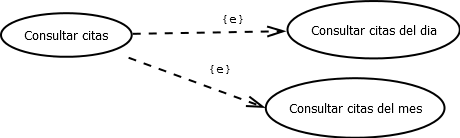 {e}
Consultar citas
Consultar citas del dia
{e}
Consultar citas del mes